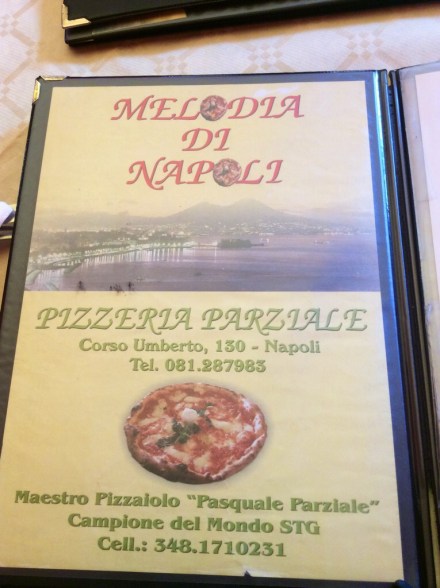 MELODIA
DI
NAPOLI
PIZZERIA PARZIALE
Corso Umberto, 130 - Napoli
Tel. 081.287983
Maestro Pizzaiolo "Pasquale Parziale"
Campione del Mondo STG
Cell.: 348.1710231